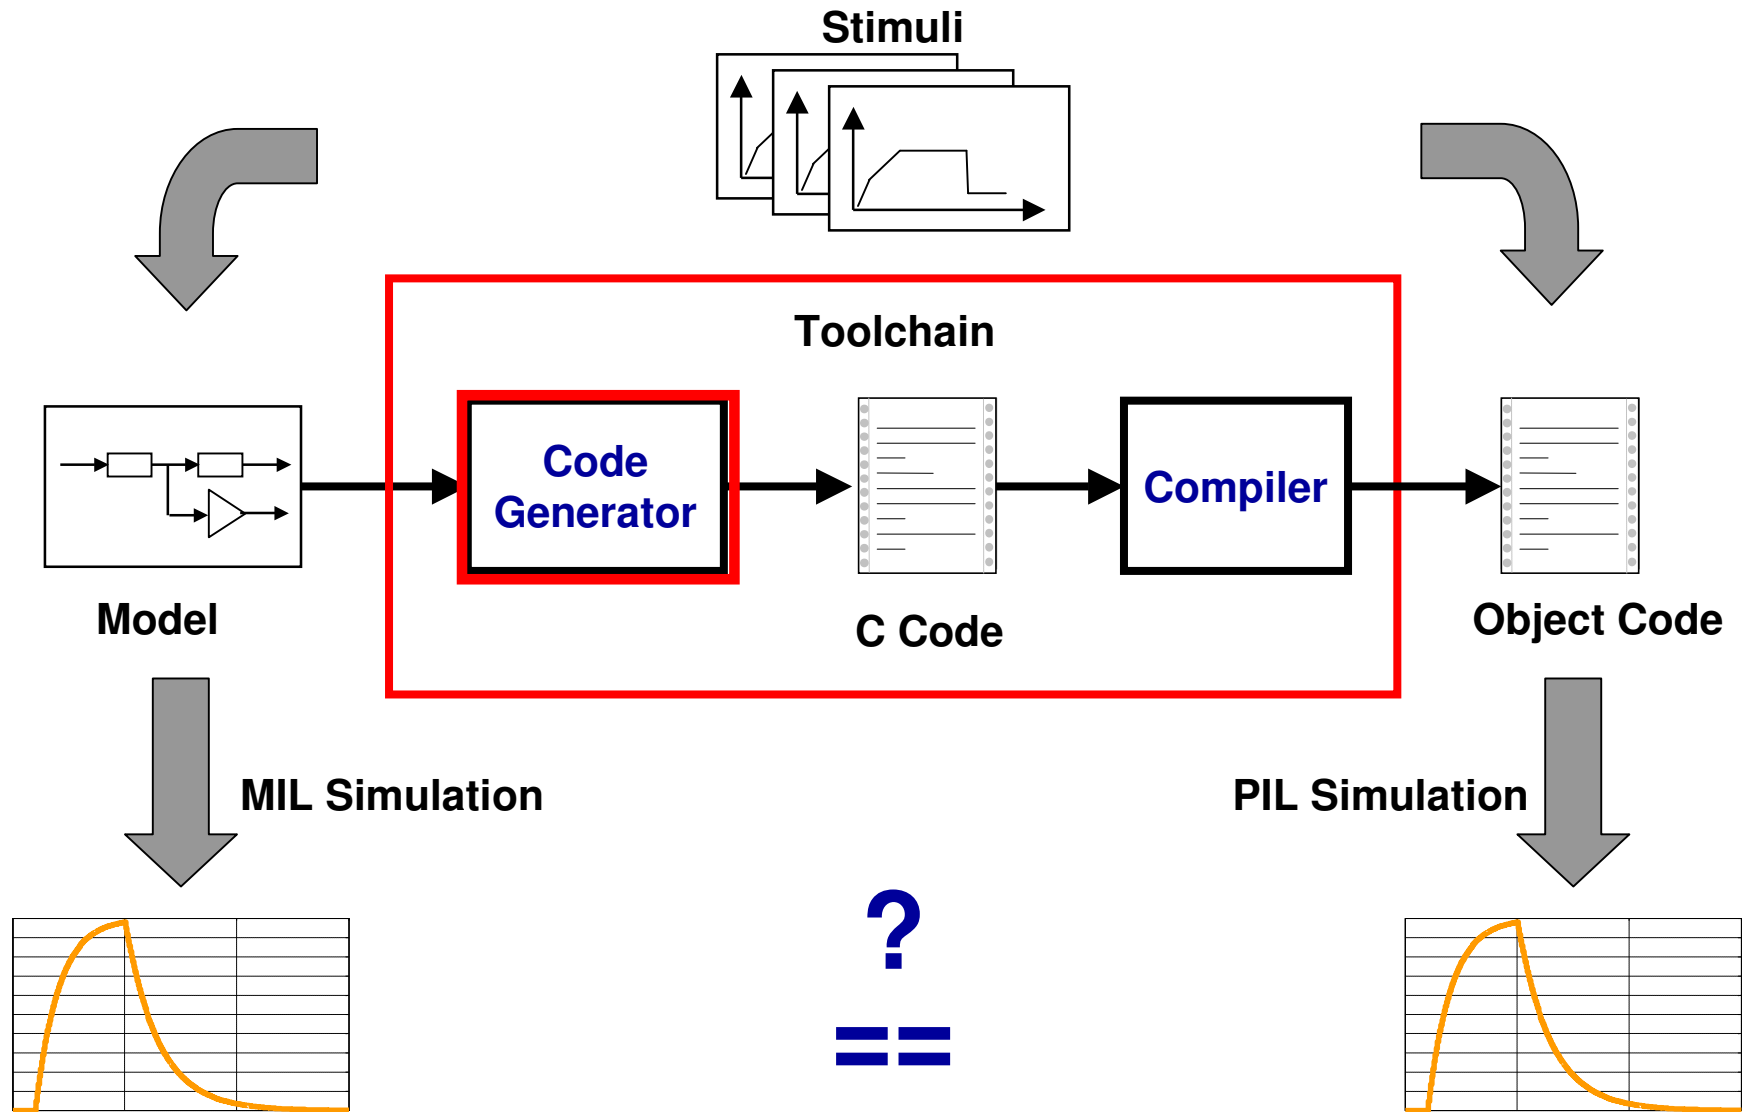 Stimuli
Toolchain
Code
Generator
Compiler
Model
C Code
Object Code
MIL Simulation
PIL Simulation
?
==